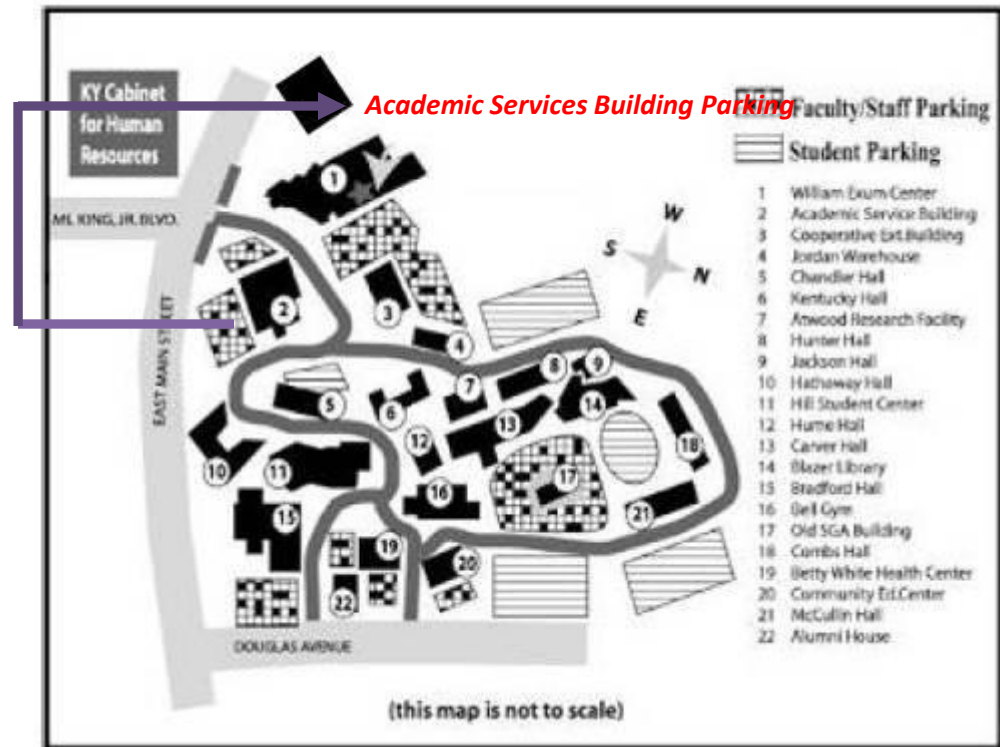 KY Cabinet
for Human
Resources
Academic Services Building Parking
Faculty/Staff Parking
Student Parking
ML KING, JR. BLVD.
EAST MAIN STREET
DOUGLAS AVENUE
W
S
N
E
1 William Exum Center
2 Academic Service Building
3 Cooperative Ext.Building
4 Jordan Warehouse
5 Chandler Hall
6 Kentucky Hall
7 Atwood Research Facility
8 Hunter Hall
9 Jackson Hall
10 Hathaway Hall
11 Hill Student Center
12 Hume Hall
13 Carver Hall
14 Blazer Library
15 Bradford Hall
16 Bell Gym
17 Old SGA Building
18 Combs Hall
19 Betty White Health Center
20 Community Ed.Center
21 McCullin Hall
22 Alumni House
1
2
3
4
5
6
7
8
9
10
11
12
13
14
15
16
17
18
19
20
21
22
(this map is not to scale)